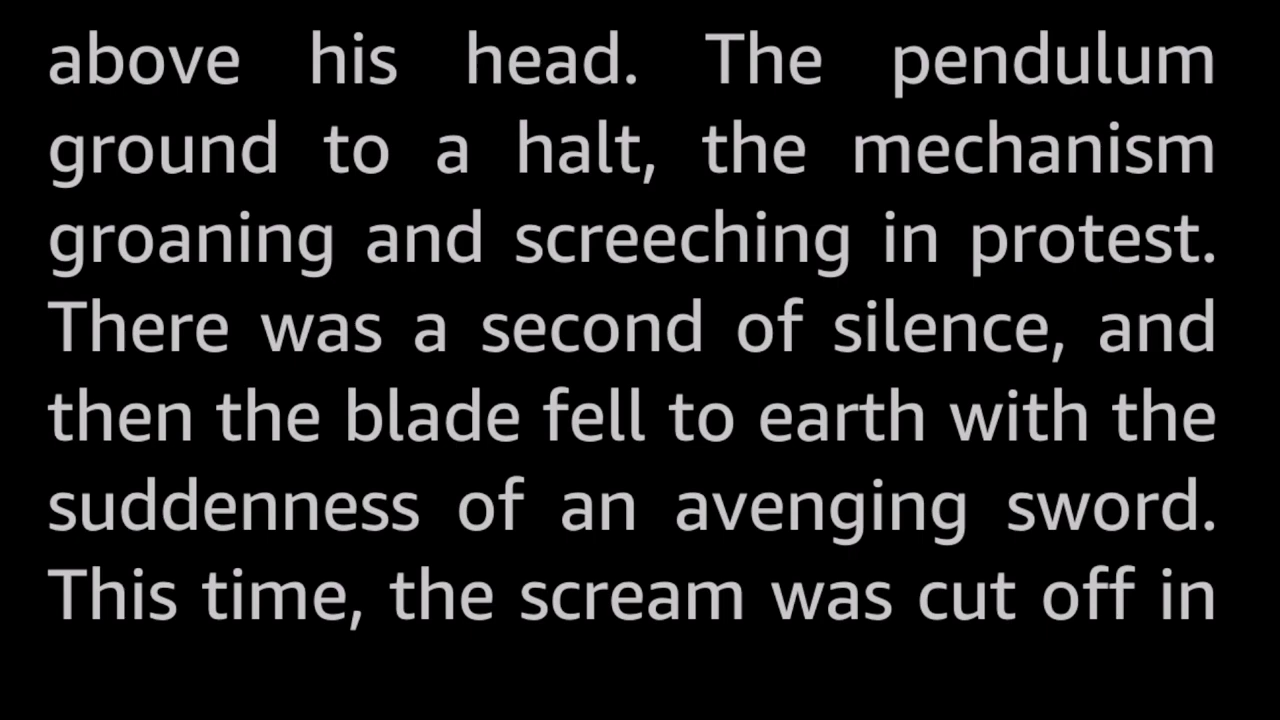 above his head. The pendulum
ground to a halt, the mechanism
groaning and screeching in protest.
There was a second of silence, and
then the blade fell to earth with the
suddenness of an avenging sword.
This time, the scream was cut off in